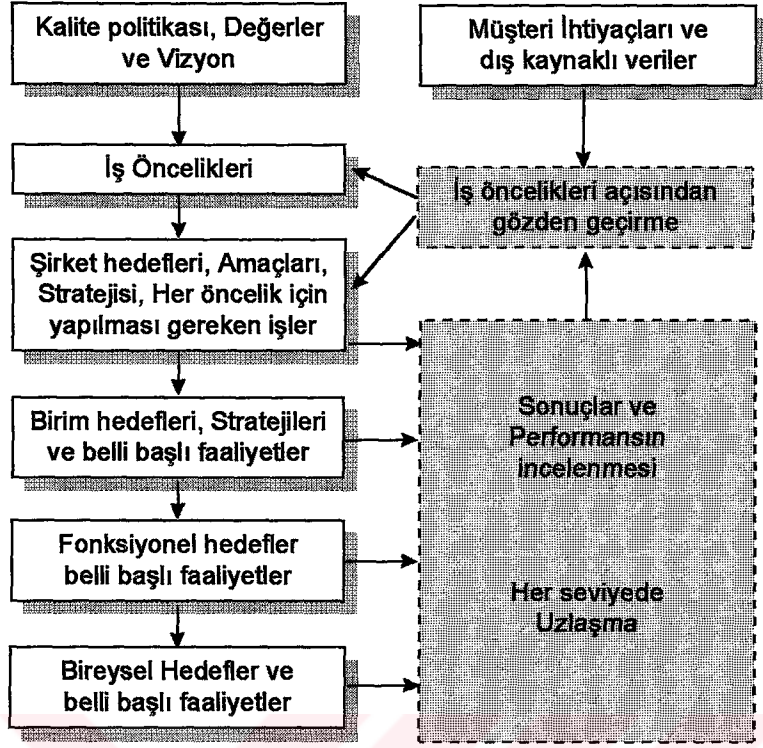 Kalite politikası, Değerler
ve Vizyon
Müşteri İhtiyaçları ve
dış kaynaklı veriler
İş Öncelikleri
İş öncelikleri açısından
gözden geçirme
Şirket hedefleri, Amaçları,
Stratejisi, Her öncelik için
yapılması gereken işler
Birim hedefleri, Stratejileri
ve belli başlı faaliyetler
Sonuçlar ve
Performansın
incelenmesi
Fonksiyonel hedefler
belli başlı faaliyetler
Her seviyede
Uzlaşma
Bireysel Hedefler ve
belli başlı faaliyetler